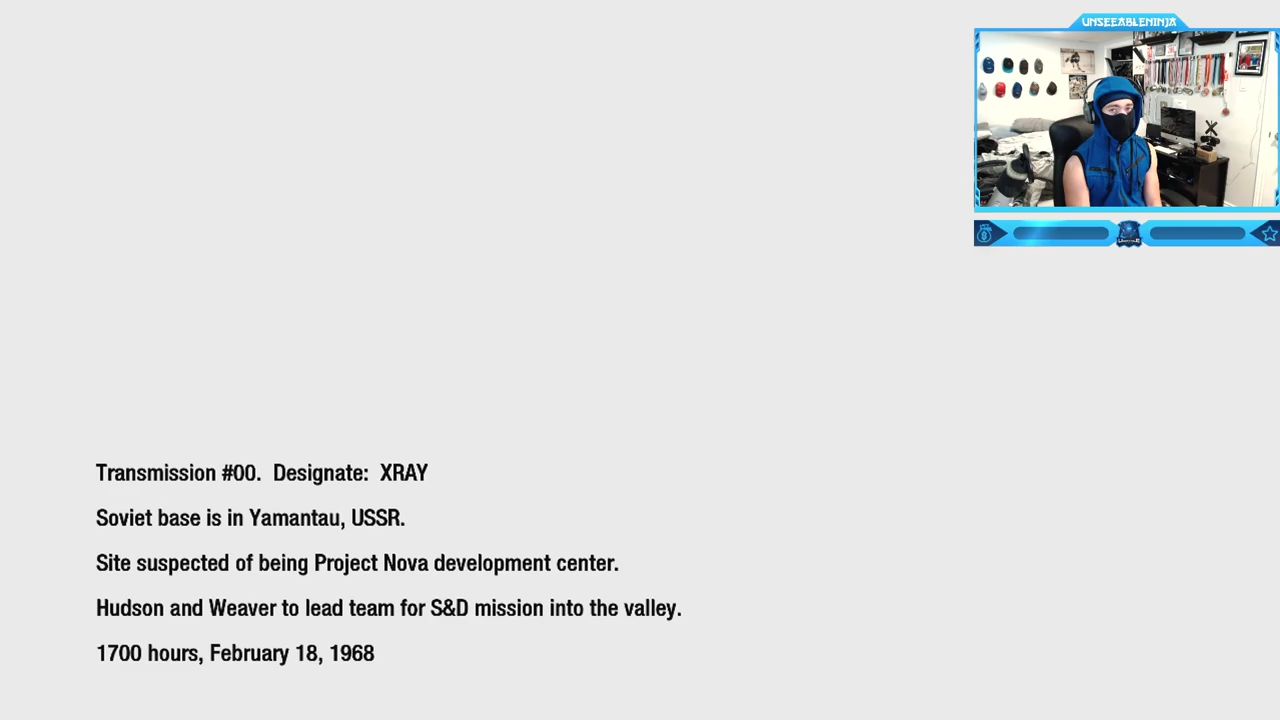 UNSEEABLENINJA
Transmission #00.  Designate:  XRAY
Soviet base is in Yamantau, USSR.
Site suspected of being Project Nova development center.
Hudson and Weaver to lead team for S&D mission into the valley.
1700 hours, February 18, 1968